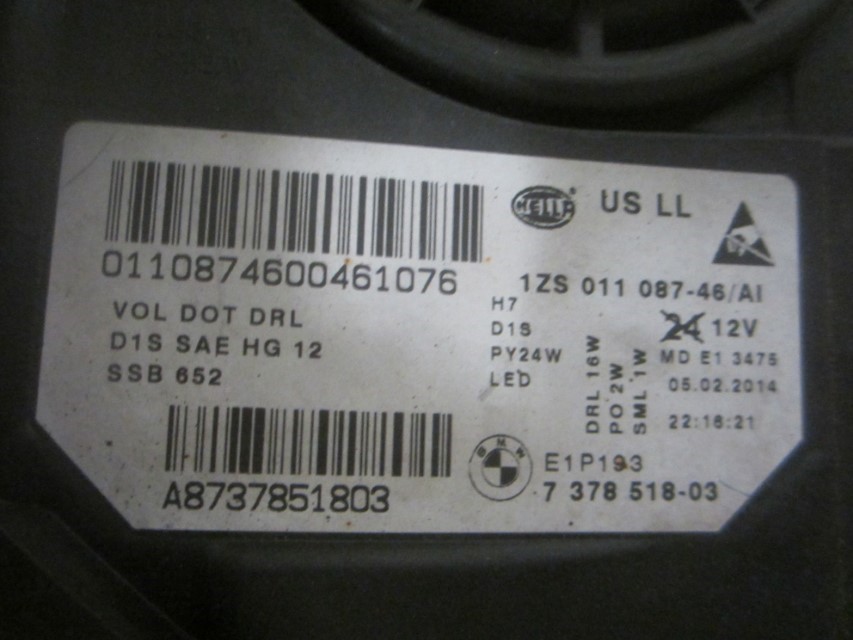 HELLA
US LL
0110874600461076
1ZS 011 087-46/AI
VOL DOT DRL
D1S SAE HG 12
SSB 652
H7
D1S
PY24W
LED
DRL 16W
PO 2W
SML 1W
24 12V
MD E1 3475
05.02.2014
22:16:21
A8737851803
BMW
E1P193
7 378 518-03